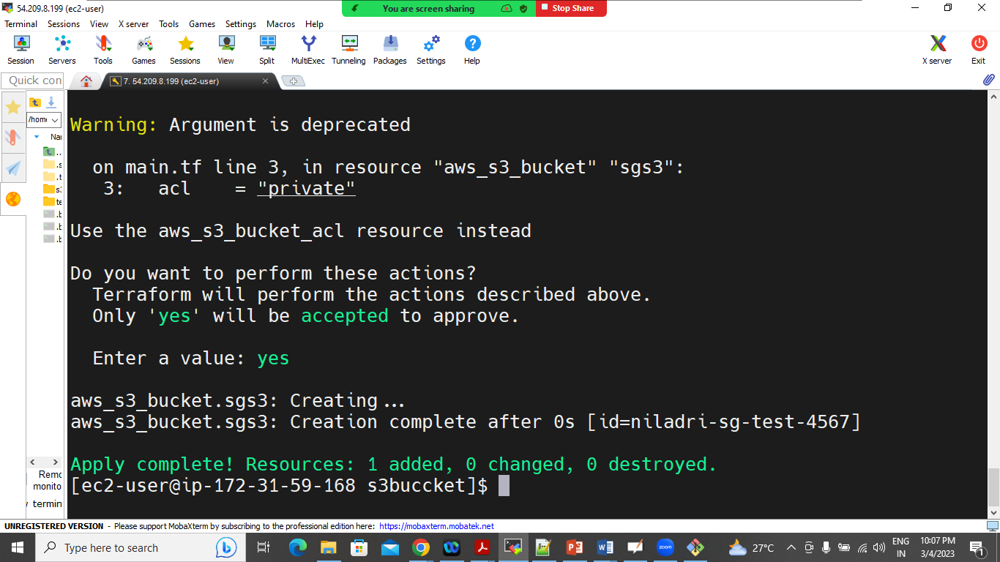 54.209.8.199 (ec2-user)
You are screen sharing
Stop Share
Terminal Sessions View X server Tools Games Settings Macros Help
Session Servers Tools Games Sessions View Split MultiExec Tunneling Packages Settings Help X server Exit
Quick con
7. 54.209.8.199 (ec2-user)
/home
Nar
..
.s
.t
s3
te
.b
.b
.b
Remo
monito
termin
Warning: Argument is deprecated
on main.tf line 3, in resource "aws_s3_bucket" "sgs3":
3: acl = "private"
Use the aws_s3_bucket_acl resource instead
Do you want to perform these actions?
Terraform will perform the actions described above.
Only 'yes' will be accepted to approve.
Enter a value: yes
aws_s3_bucket.sgs3: Creating...
aws_s3_bucket.sgs3: Creation complete after 0s [id=niladri-sg-test-4567]
Apply complete! Resources: 1 added, 0 changed, 0 destroyed.
[ec2-user@ip-172-31-59-168 s3buccket]$
UNREGISTERED VERSION - Please support MobaXterm by subscribing to the professional edition here: https://mobaxterm.mobatek.net
Type here to search
zoom
27°C
ENG
IN
10:07 PM
3/4/2023
1